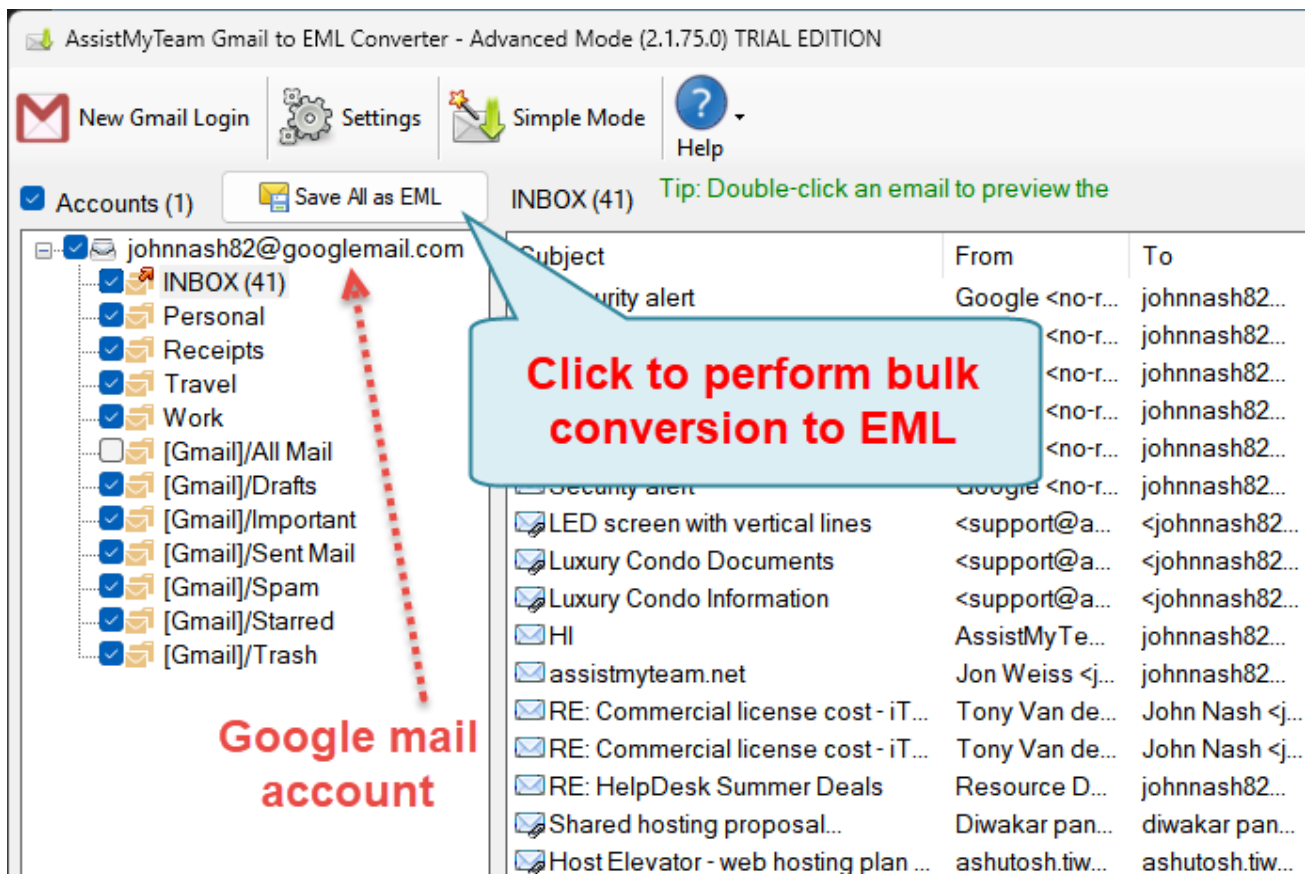 AssistMyTeam Gmail to EML Converter - Advanced Mode (2.1.75.0) TRIAL EDITION
New Gmail Login
Settings
Simple Mode
Help
Accounts (1)
Save All as EML
INBOX (41)
Tip: Double-click an email to preview the
johnnash82@googlemail.com
INBOX (41)
Personal
Receipts
Travel
Work
[Gmail]/All Mail
[Gmail]/Drafts
[Gmail]/Important
[Gmail]/Sent Mail
[Gmail]/Spam
[Gmail]/Starred
[Gmail]/Trash
Google mail
account
Click to perform bulk
conversion to EML
Subject From To
Security alert Google <no-r... johnnash82...
<no-r... johnnash82...
<no-r... johnnash82...
<no-r... johnnash82...
<no-r... johnnash82...
Security alert Google <no-r... johnnash82...
LED screen with vertical lines <support@a... <johnnash82...
Luxury Condo Documents <support@a... <johnnash82...
Luxury Condo Information <support@a... <johnnash82...
HI AssistMyTe... johnnash82...
assistmyteam.net Jon Weiss <j... johnnash82...
RE: Commercial license cost - iT... Tony Van de... John Nash <j...
RE: Commercial license cost - iT... Tony Van de... John Nash <j...
RE: HelpDesk Summer Deals Resource D... johnnash82...
Shared hosting proposal... Diwakar pan... diwakar pan...
Host Elevator - web hosting plan ... ashutosh.tiw... ashutosh.tiw...